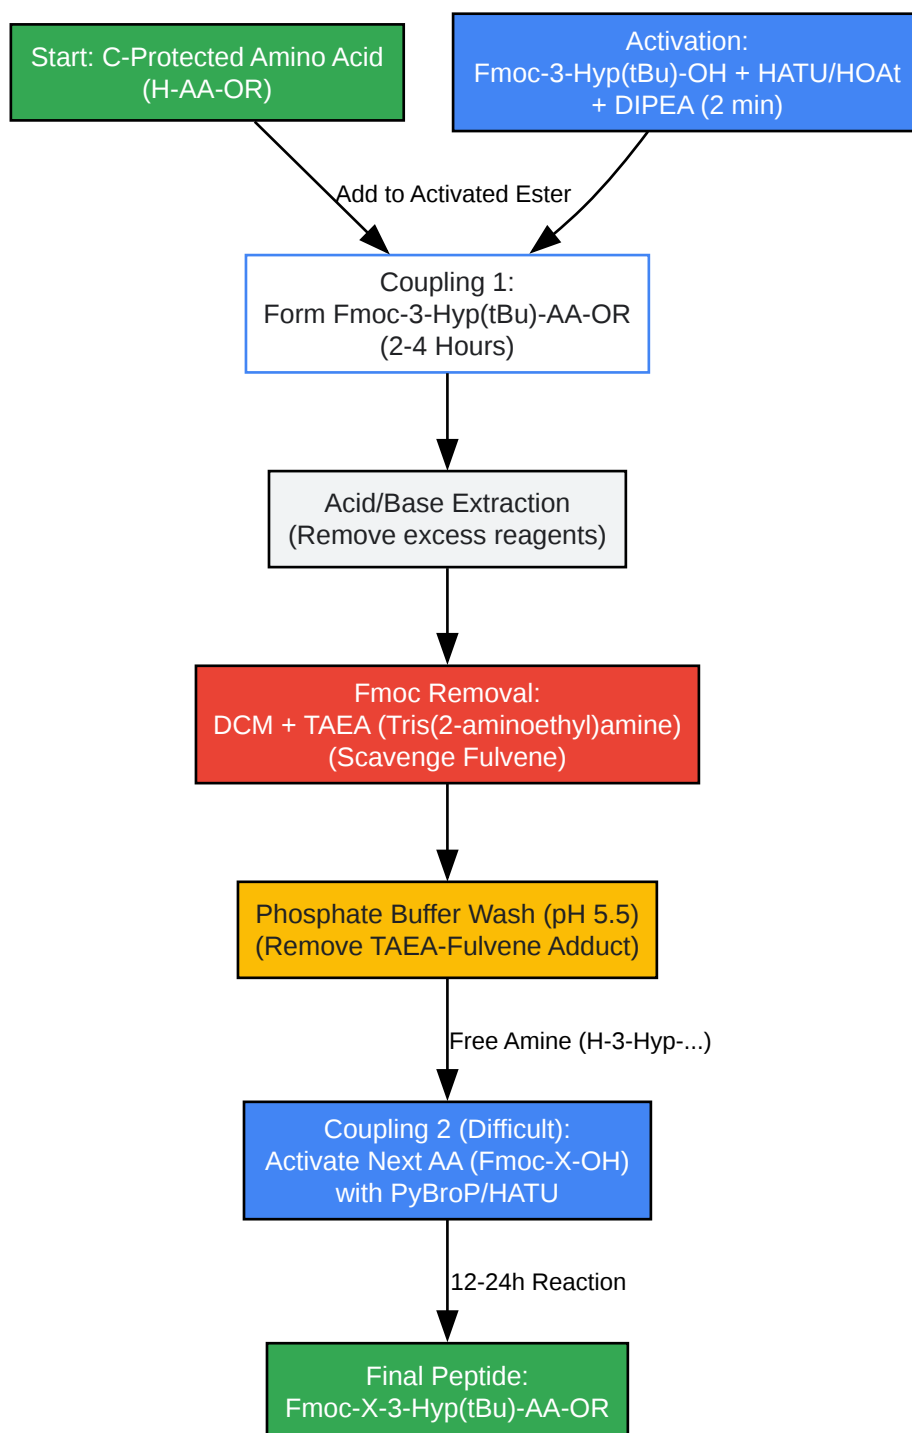 Start: C-Protected Amino Acid
(H-AA-OR)
Activation:
Fmoc-3-Hyp(tBu)-OH + HATU/HOAt
+ DIPEA (2 min)
Add to Activated Ester
Coupling 1:
Form Fmoc-3-Hyp(tBu)-AA-OR
(2-4 Hours)
Acid/Base Extraction
(Remove excess reagents)
Fmoc Removal:
DCM + TAEA (Tris(2-aminoethyl)amine)
(Scavenge Fulvene)
Phosphate Buffer Wash (pH 5.5)
(Remove TAEA-Fulvene Adduct)
Free Amine (H-3-Hyp-...)
Coupling 2 (Difficult):
Activate Next AA (Fmoc-X-OH)
with PyBroP/HATU
12-24h Reaction
Final Peptide:
Fmoc-X-3-Hyp(tBu)-AA-OR